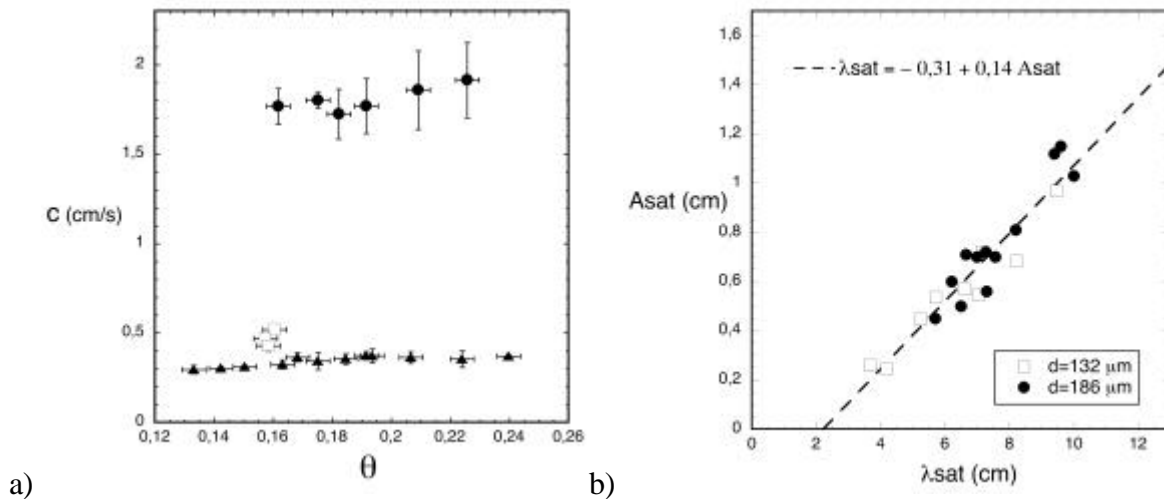 2
1,5
C (cm/s)
1
0,5
0
0,12 0,14 0,16 0,18 0,2 0,22 0,24 0,26
θ
a)
1,6
1,4
1,2
1
Asat (cm)
0,8
0,6
0,4
0,2
0
λsat = – 0,31 + 0,14 Asat
d=132 μm
d=186 μm
0 2 4 6 8 10 12
λsat (cm)
b)